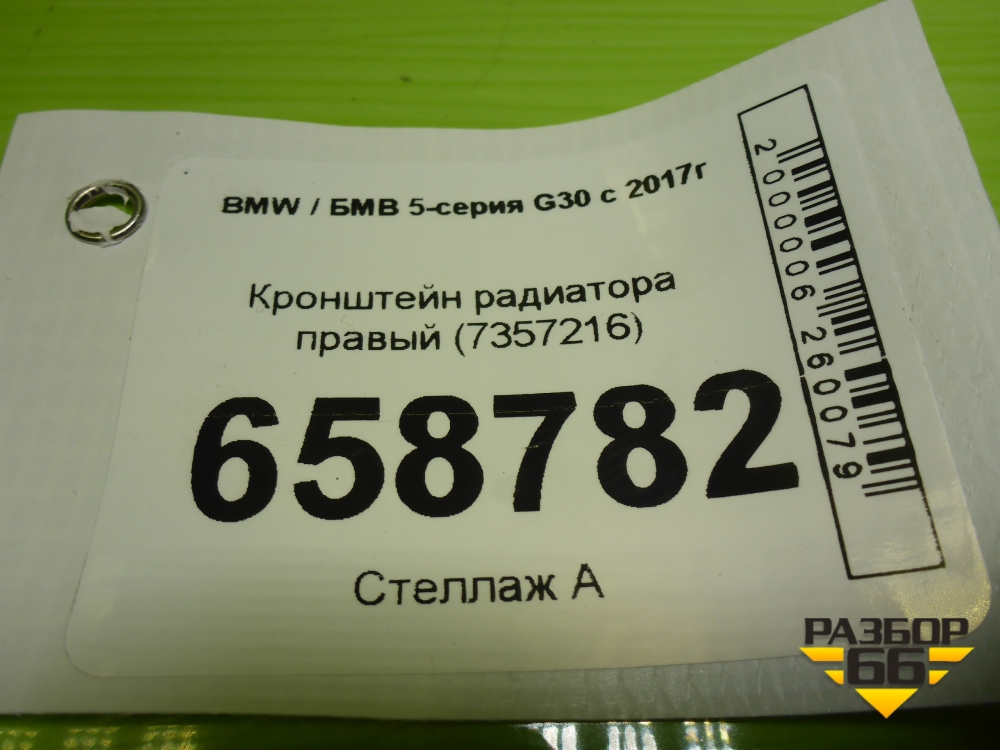 BMW / БМВ 5-серия G30 с 2017г
Кронштейн радиатора
правый (7357216)
658782
Стеллаж А
2000006260079
РАЗБОР
66